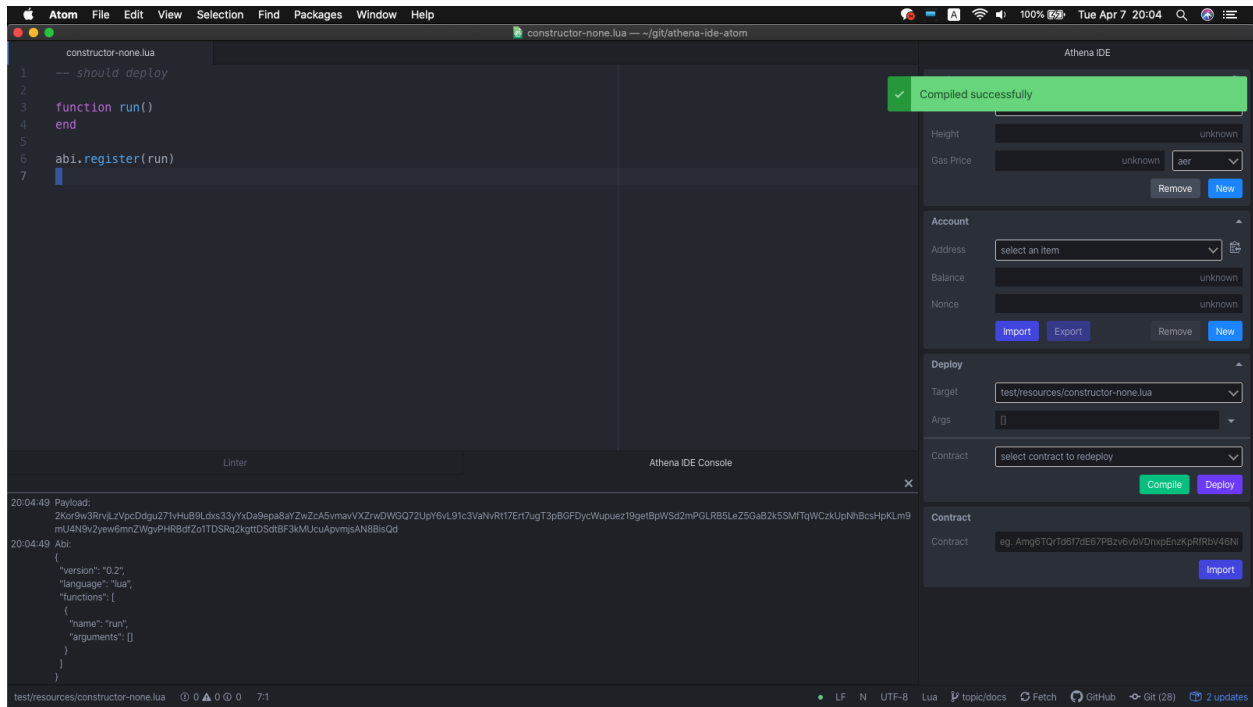 Atom File Edit View Selection Find Packages Window Help
100% Tue Apr 7 20:04
constructor-none.lua — ~/git/athena-ide-atom
constructor-none.lua
Athena IDE
1 -- should deploy
2
3 function run()
4 end
5
6 abi.register(run)
7
Compiled successfully
Height unknown
Gas Price unknown aer
Remove New
Account
Address select an item
Balance unknown
Nonce unknown
Import Export Remove New
Deploy
Target test/resources/constructor-none.lua
Args []
Contract select contract to redeploy
Compile Deploy
Contract
Contract eg. Amg6TQrTd6f7dE67PBzv6vbVDnxpEnzKpRfRbV46NI
Import
Linter
Athena IDE Console
20:04:49 Payload:
2Kor9w3RrvjLzVpcDdgu271vHuB9Ldxs33yYxDa9epa8aYZwZcA5vmavVXZrwDWGQ72UpY6vL91c3VaNvRt17Ert7ugT3pBGFDycWupuez19getBpWSd2mPGLRB5LeZ5GaB2k5SMfTqWCzkUpNhBcsHpKLm9
mU4N9v2yew6mnZWgvPHRBdfZo1TDSRq2kgttDSdtBF3kMUcuApvmjsAN8BisQd
20:04:49 Abi:
{
"version": "0.2",
"language": "lua",
"functions": [
{
"name": "run",
"arguments": []
}
]
}
test/resources/constructor-none.lua 0 0 0 7:1
LF N UTF-8 Lua topic/docs Fetch GitHub Git (28) 2 updates